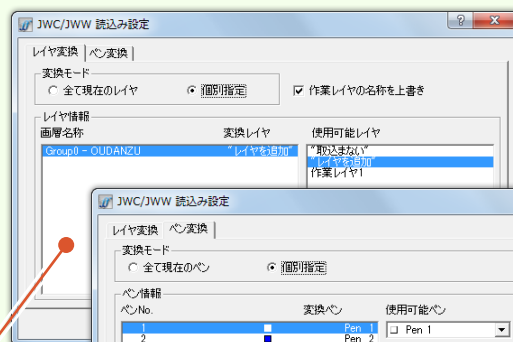 JWC/JWW 読込み設定
レイヤ変換 ペン変換
変換モード
全て現在のレイヤ 個別指定 作業レイヤの名称を上書き
レイヤ情報
画層名称 変換レイヤ 使用可能レイヤ
Group0 - OUDANZU "レイヤを追加" "取込まない"
"レイヤを追加"
作業レイヤ1
JWC/JWW 読込み設定
レイヤ変換 ペン変換
変換モード
全て現在のペン 個別指定
ペン情報
ペンNo. 変換ペン 使用可能ペン
1 Pen 1 Pen 1
2 Pen 2